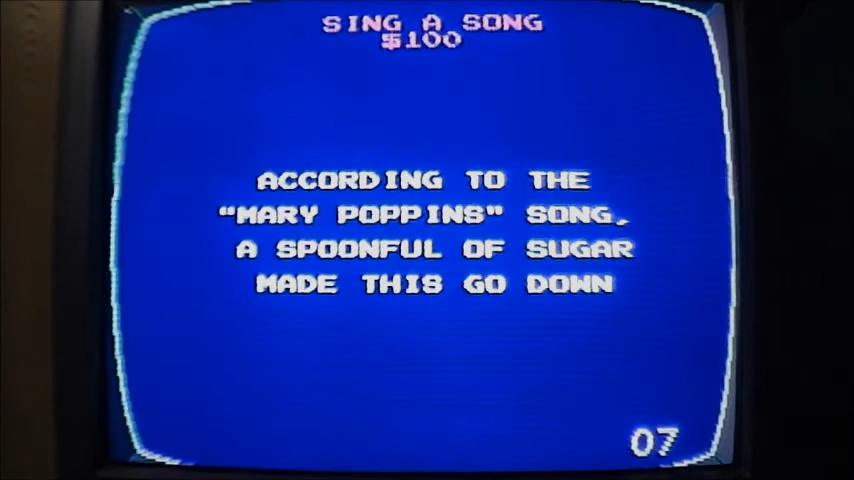 SING A SONG
$100
ACCORDING TO THE
"MARY POPPINS" SONG,
A SPOONFUL OF SUGAR
MADE THIS GO DOWN
07